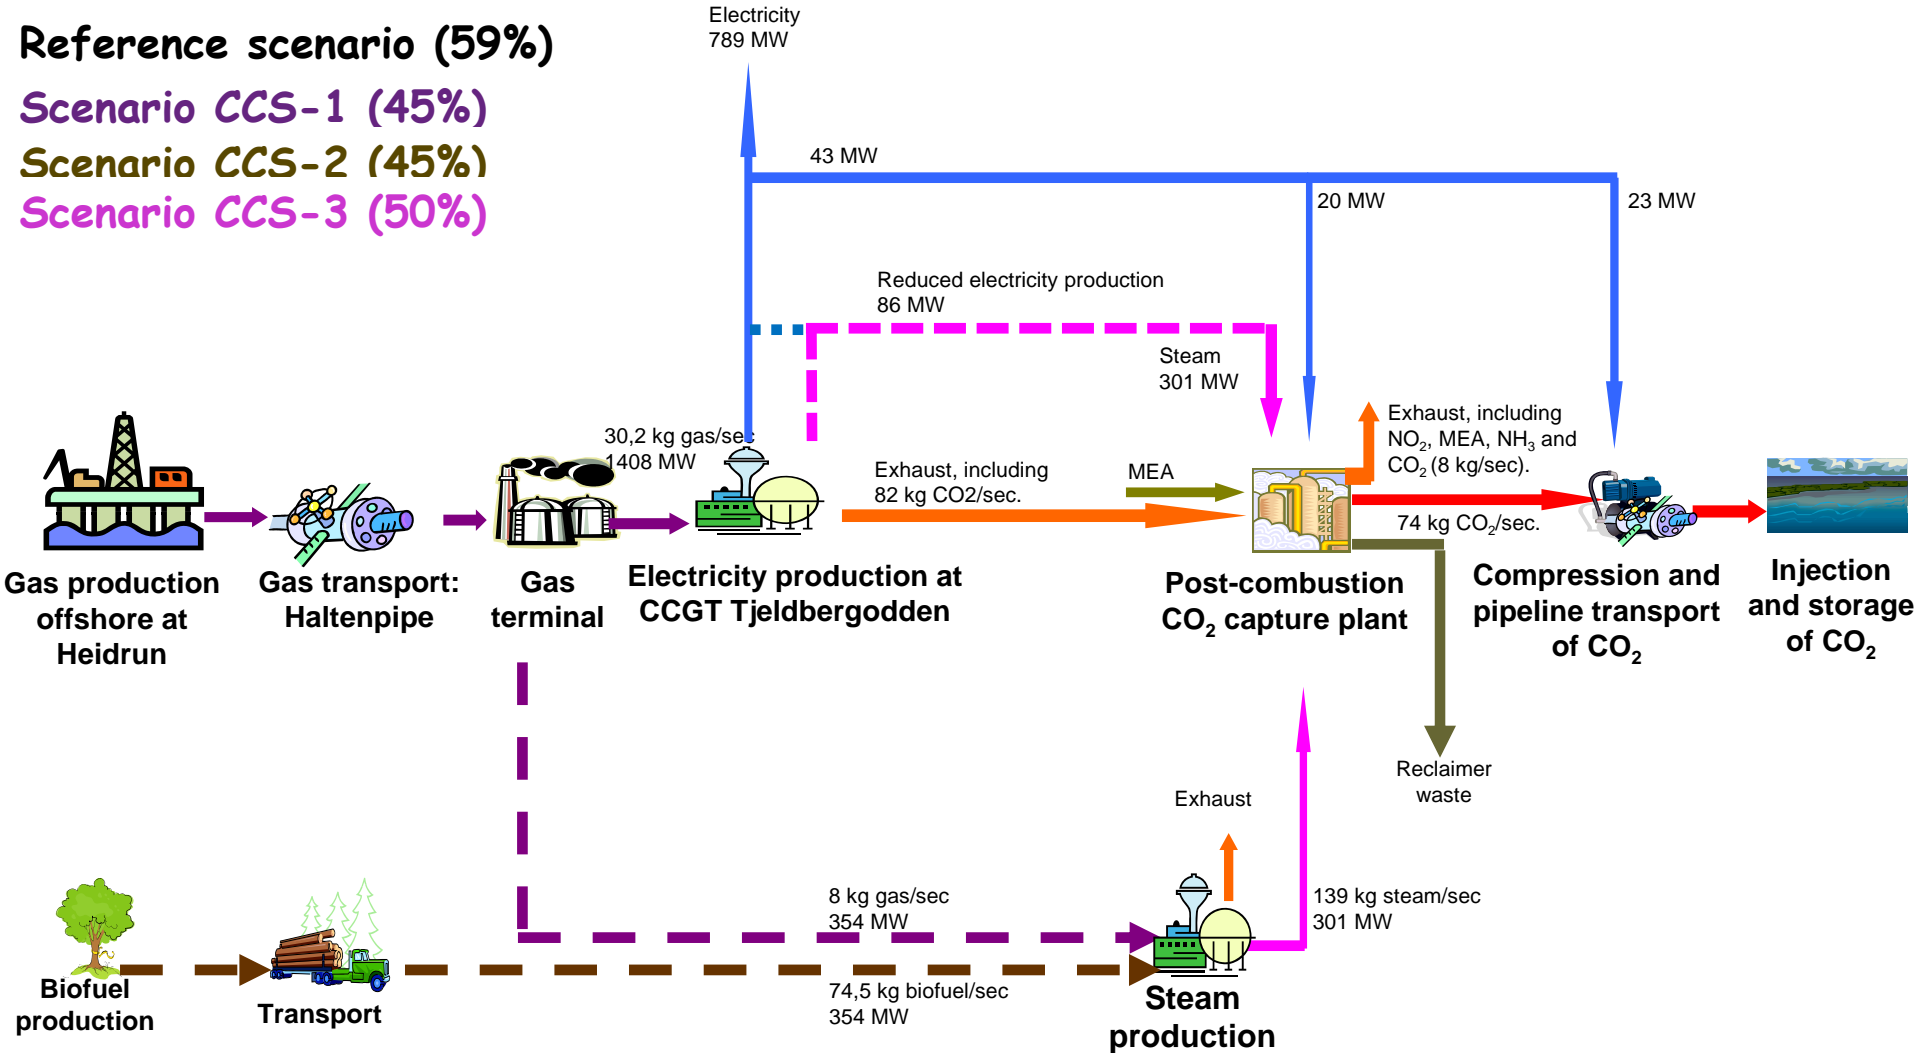 Reference scenario (59%)
Scenario CCS-1 (45%)
Scenario CCS-2 (45%)
Scenario CCS-3 (50%)
Electricity
789 MW
43 MW
20 MW
23 MW
Reduced electricity production
86 MW
Steam
301 MW
30,2 kg gas/sec
1408 MW
Exhaust, including
82 kg CO2/sec.
MEA
Exhaust, including
NO₂, MEA, NH₃ and
CO₂ (8 kg/sec).
74 kg CO₂/sec.
Gas production
offshore at
Heidrun
Gas transport:
Haltenpipe
Gas
terminal
Electricity production at
CCGT Tjeldbergodden
Post-combustion
CO₂ capture plant
Compression and
pipeline transport
of CO₂
Injection
and storage
of CO₂
Reclaimer
waste
Exhaust
8 kg gas/sec
354 MW
139 kg steam/sec
301 MW
74,5 kg biofuel/sec
354 MW
Biofuel
production
Transport
Steam
production